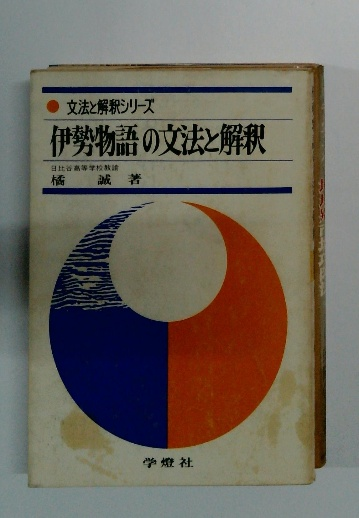 文法と解釈シリーズ
伊勢物語の文法と解釈
日比谷高等学校教諭
橘 誠 著
学燈社